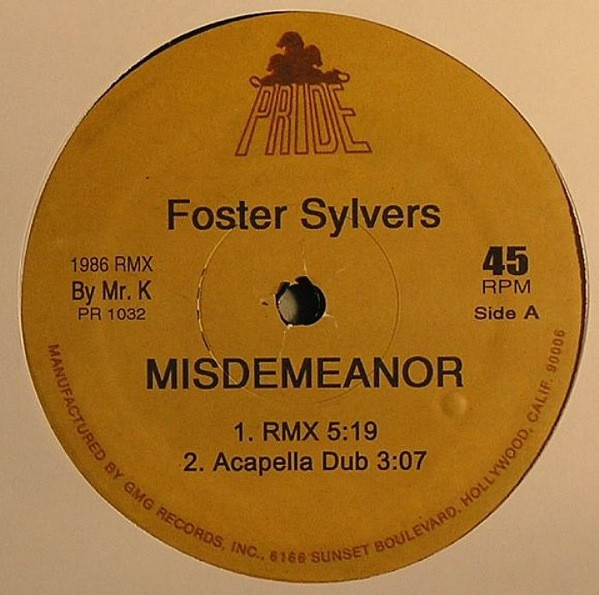 PRIDE
Foster Sylvers
1986 RMX
By Mr. K
PR 1032
45
RPM
Side A
MISDEMEANOR
1. RMX 5:19
2. Acapella Dub 3:07
MANUFACTURED BY GMG RECORDS, INC., 6166 SUNSET BOULEVARD, HOLLYWOOD, CALIF. 90006